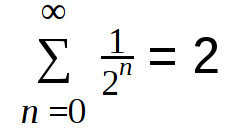 ∞
∑ 1/2ⁿ = 2
n =0